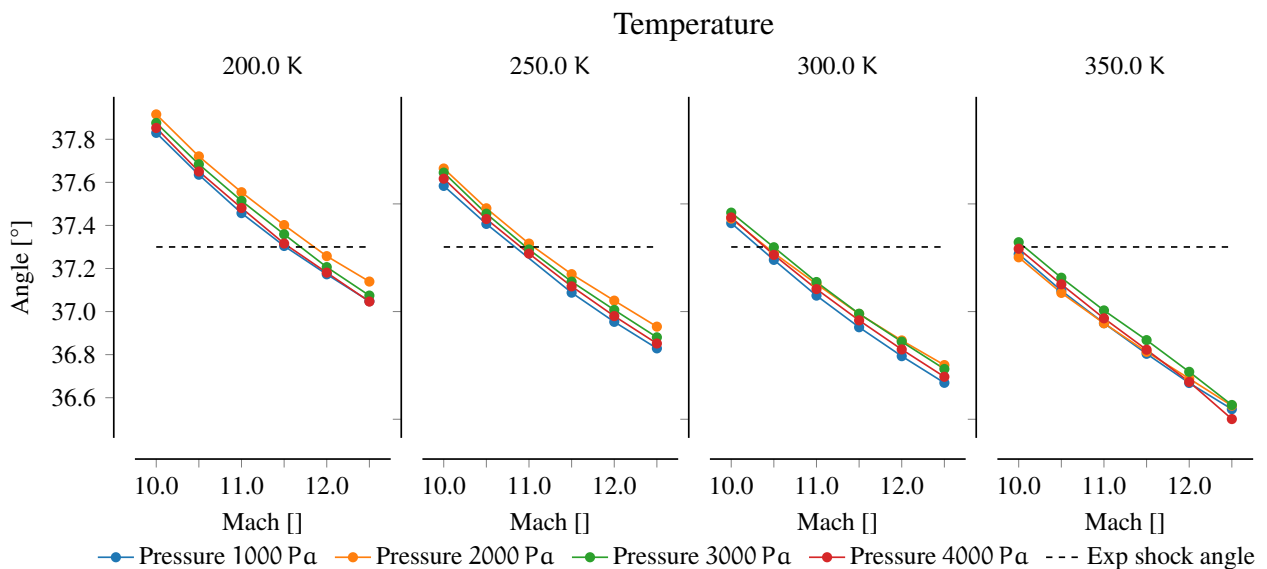 Temperature
200.0 K 250.0 K 300.0 K 350.0 K
37.8
37.6
37.4
37.2
37.0
36.8
36.6
Angle [°]
10.0 11.0 12.0 10.0 11.0 12.0 10.0 11.0 12.0 10.0 11.0 12.0
Mach [] Mach [] Mach [] Mach []
Pressure 1000 Pa Pressure 2000 Pa Pressure 3000 Pa Pressure 4000 Pa Exp shock angle